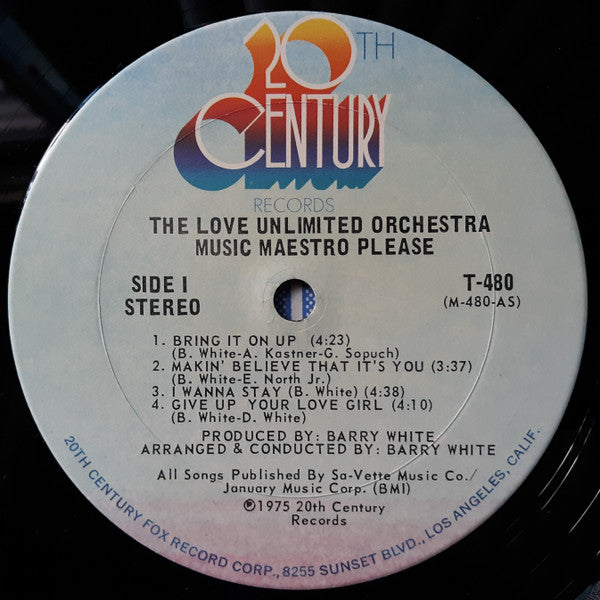 20TH
CENTURY
RECORDS
THE LOVE UNLIMITED ORCHESTRA
MUSIC MAESTRO PLEASE
SIDE I
STEREO
T-480
(M-480-AS)
1. BRING IT ON UP (4:23)
(B. White-A. Kastner-G. Sopuch)
2. MAKIN' BELIEVE THAT IT'S YOU (3:37)
(B. White-E. North Jr.)
3. I WANNA STAY (B. White) (4:38)
4. GIVE UP YOUR LOVE GIRL (4:10)
(B. White-D. White)
PRODUCED BY: BARRY WHITE
ARRANGED & CONDUCTED BY: BARRY WHITE
All Songs Published By Sa-Vette Music Co./
January Music Corp. (BMI)
℗1975 20th Century
Records
20TH CENTURY FOX RECORD CORP., 8255 SUNSET BLVD., LOS ANGELES, CALIF.